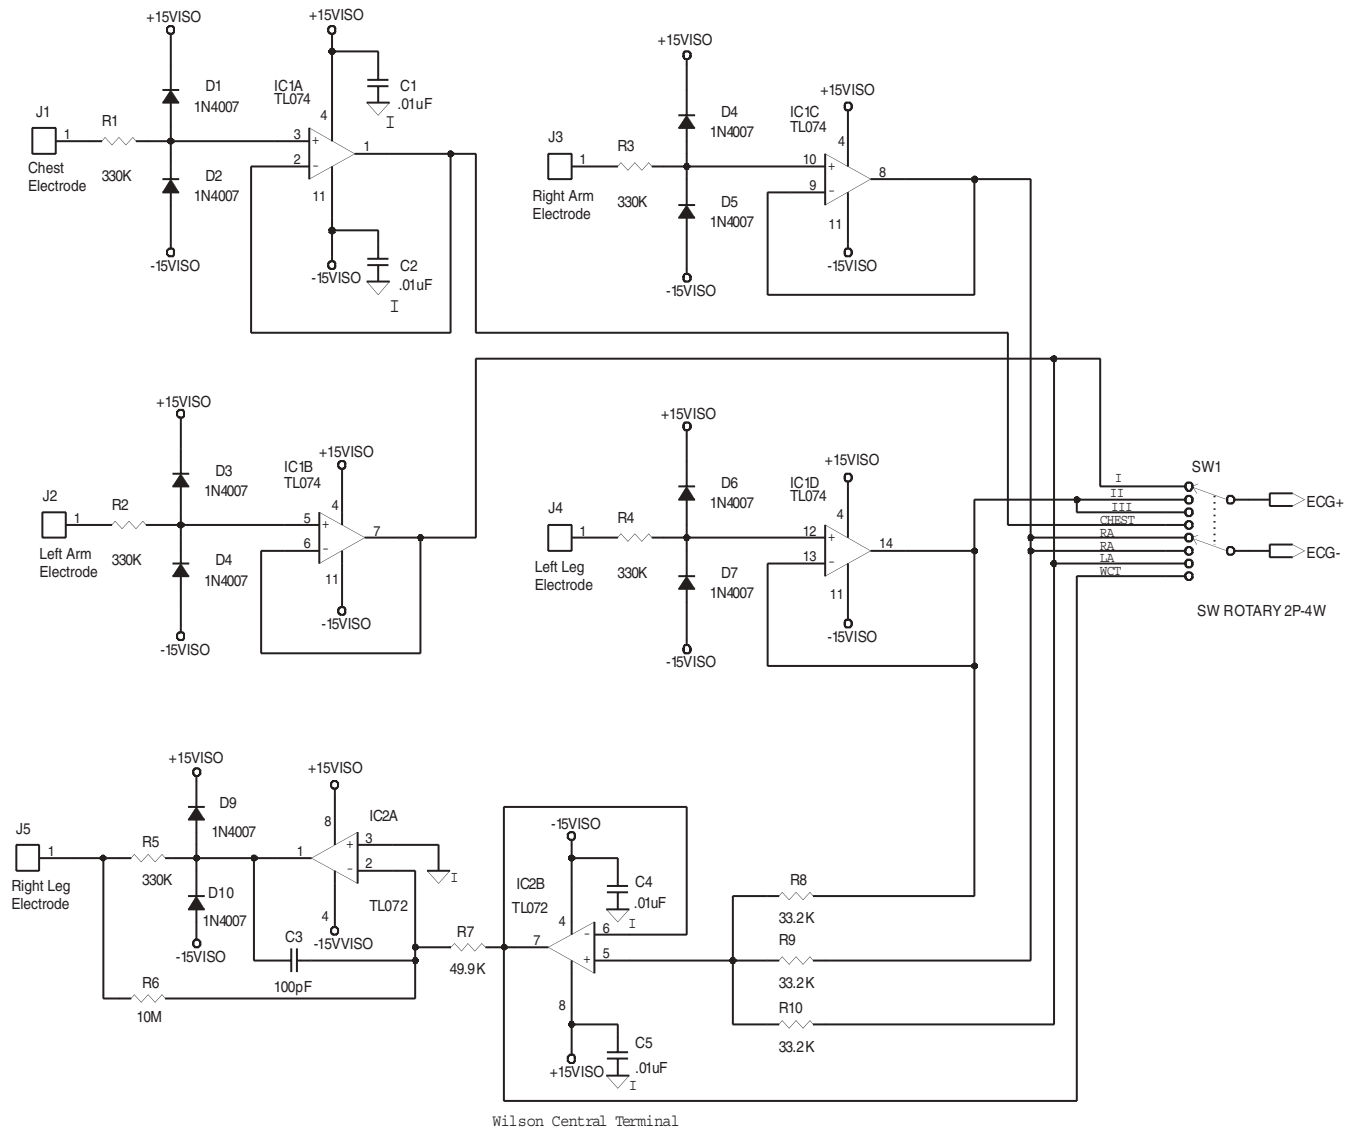 +15VISO
+15VISO
D1
1N4007
IC1A
TL074
C1
.01uF
I
J1
1
R1
330K
4
3
+
2
-
1
Chest
Electrode
D2
1N4007
11
-15VISO
-15VISO
C2
.01uF
I
+15VISO
+15VISO
D4
1N4007
IC1C
TL074
J3
1
R3
330K
4
10
+
9
-
8
Right Arm
Electrode
D5
1N4007
11
-15VISO
-15VISO
+15VISO
+15VISO
D3
1N4007
IC1B
TL074
J2
1
R2
330K
4
5
+
6
-
7
Left Arm
Electrode
D4
1N4007
11
-15VISO
-15VISO
+15VISO
+15VISO
D6
1N4007
IC1D
TL074
J4
1
R4
330K
4
12
+
13
-
14
Left Leg
Electrode
D7
1N4007
11
-15VISO
-15VISO
SW1
I
II
III
CHEST
RA
RA
LA
WCT
ECG+
ECG-
SW ROTARY 2P-4W
+15VISO
+15VISO
D9
1N4007
IC2A
J5
1
R5
330K
8
1
+
3
-
2
I
Right Leg
Electrode
D10
1N4007
TL072
4
-15VISO
-15VVISO
C3
100pF
R6
10M
R7
49.9K
-15VISO
IC2B
TL072
C4
.01uF
I
4
7
-
6
+
5
8
C5
.01uF
I
+15VISO
R8
33.2K
R9
33.2K
R10
33.2K
Wilson Central Terminal